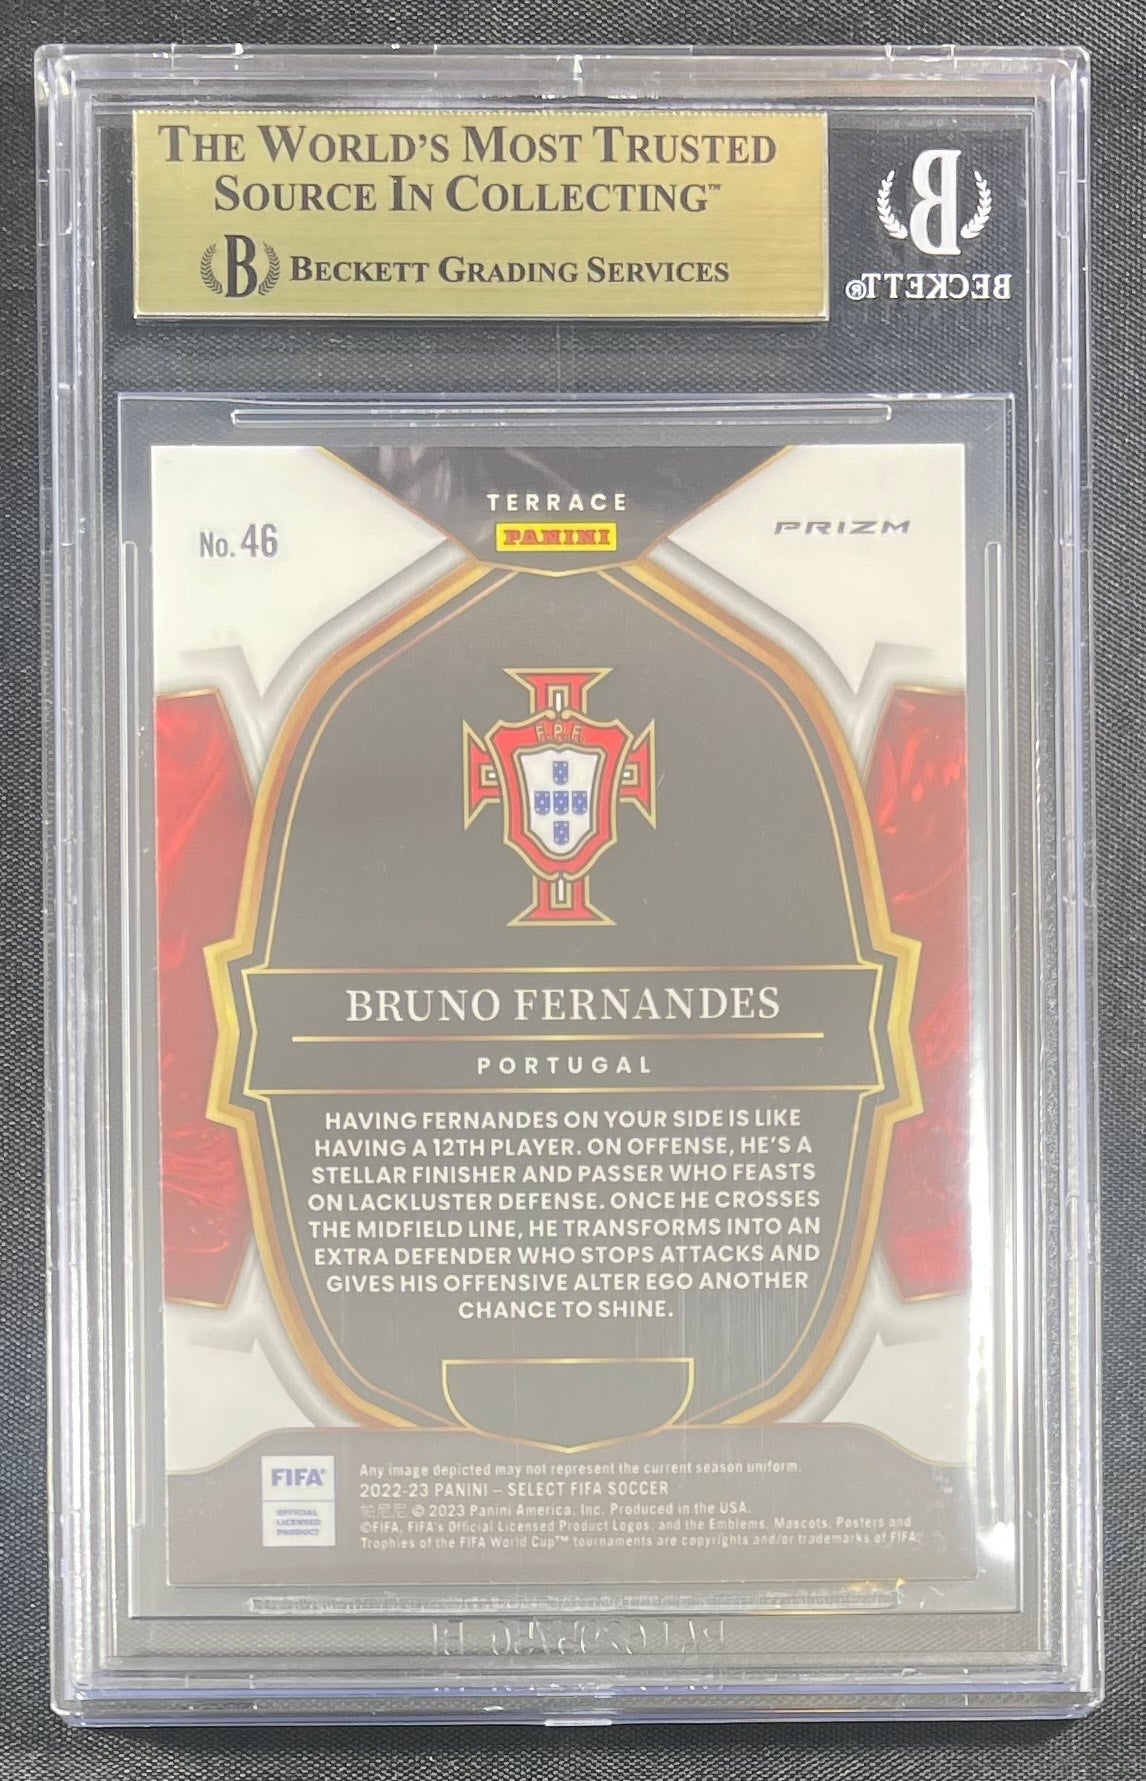 THE WORLD'S MOST TRUSTED
SOURCE IN COLLECTING™
B BECKETT GRADING SERVICES
B
BECKETT®
TERRACE
PANINI
No. 46
PRIZM
F.P.F.
BRUNO FERNANDES
PORTUGAL
HAVING FERNANDES ON YOUR SIDE IS LIKE
HAVING A 12TH PLAYER. ON OFFENSE, HE'S A
STELLAR FINISHER AND PASSER WHO FEASTS
ON LACKLUSTER DEFENSE. ONCE HE CROSSES
THE MIDFIELD LINE, HE TRANSFORMS INTO AN
EXTRA DEFENDER WHO STOPS ATTACKS AND
GIVES HIS OFFENSIVE ALTER EGO ANOTHER
CHANCE TO SHINE.
FIFA®
OFFICIAL
LICENSED
PRODUCT
Any image depicted may not represent the current season uniform.
2022-23 PANINI – SELECT FIFA SOCCER
帕尼尼 © 2023 Panini America, Inc. Produced in the USA.
©FIFA, FIFA's Official Licensed Product Logos, and the Emblems, Mascots, Posters and
Trophies of the FIFA World Cup™ tournaments are copyrights and/or trademarks of FIFA.